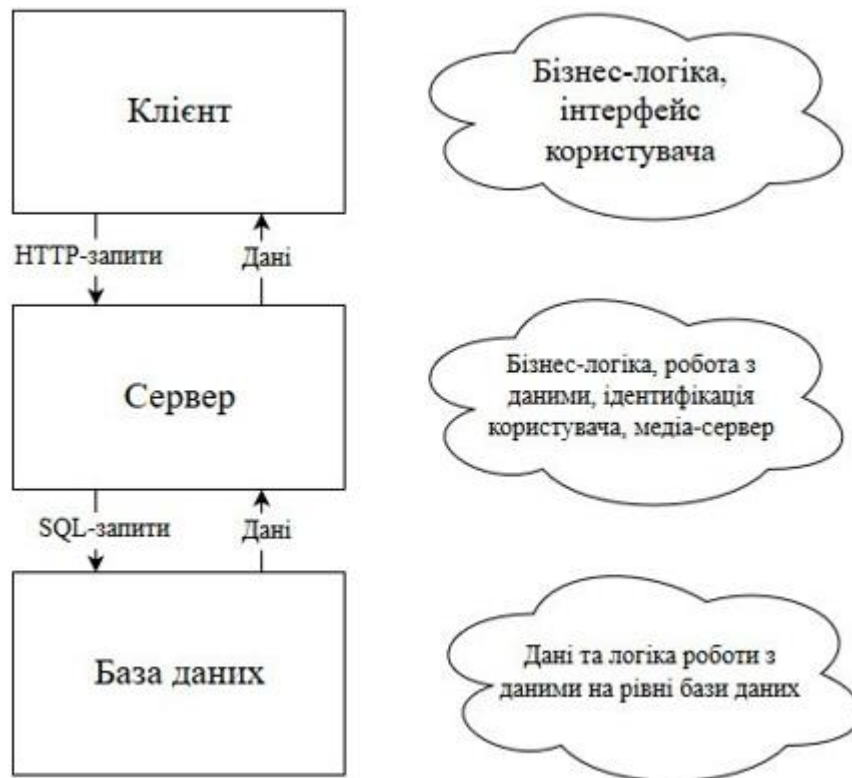 Клієнт
Бізнес-логіка,
інтерфейс
користувача
HTTP-запити
Дані
Сервер
Бізнес-логіка, робота з
даними, ідентифікація
користувача, медіа-сервер
SQL-запити
Дані
База даних
Дані та логіка роботи з
даними на рівні бази даних